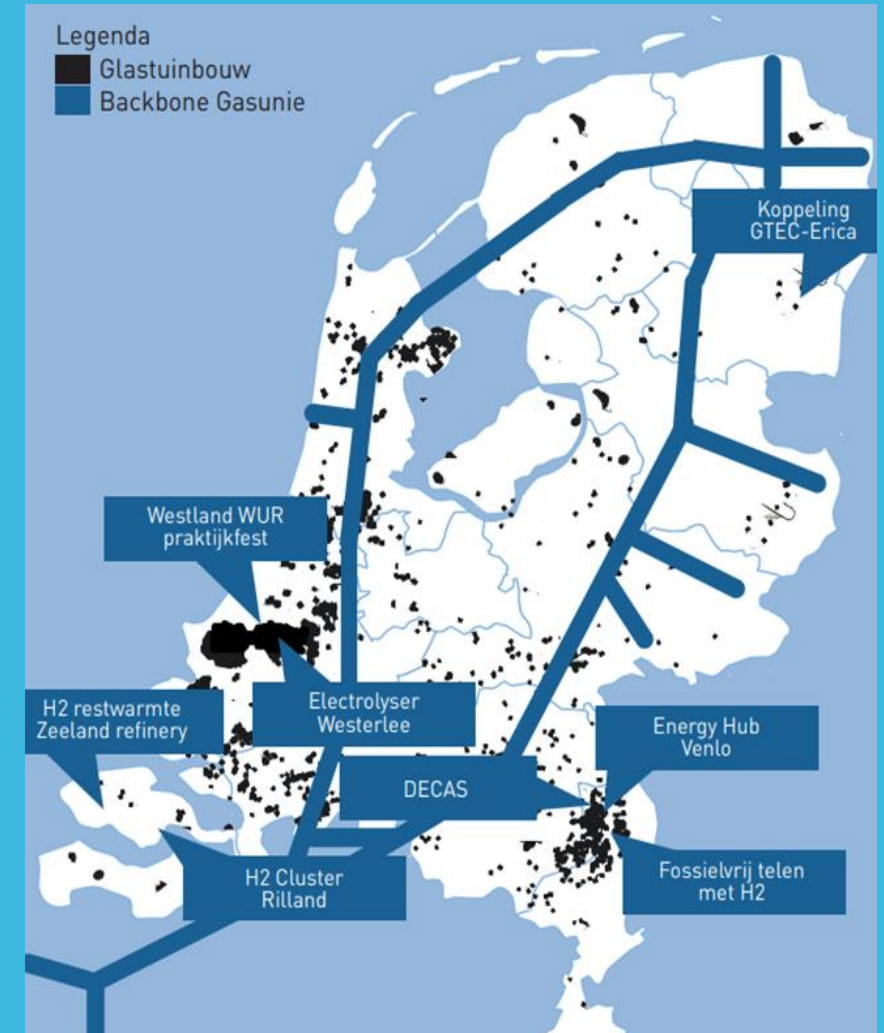 Legenda
Glastuinbouw
Backbone Gasunie
Koppeling
GTEC-Erica
Westland WUR
praktijkfest
H2 restwarmte
Zeeland refinery
Electrolyser
Westerlee
Energy Hub
Venlo
DECAS
H2 Cluster
Rilland
Fossielvrij telen
met H2